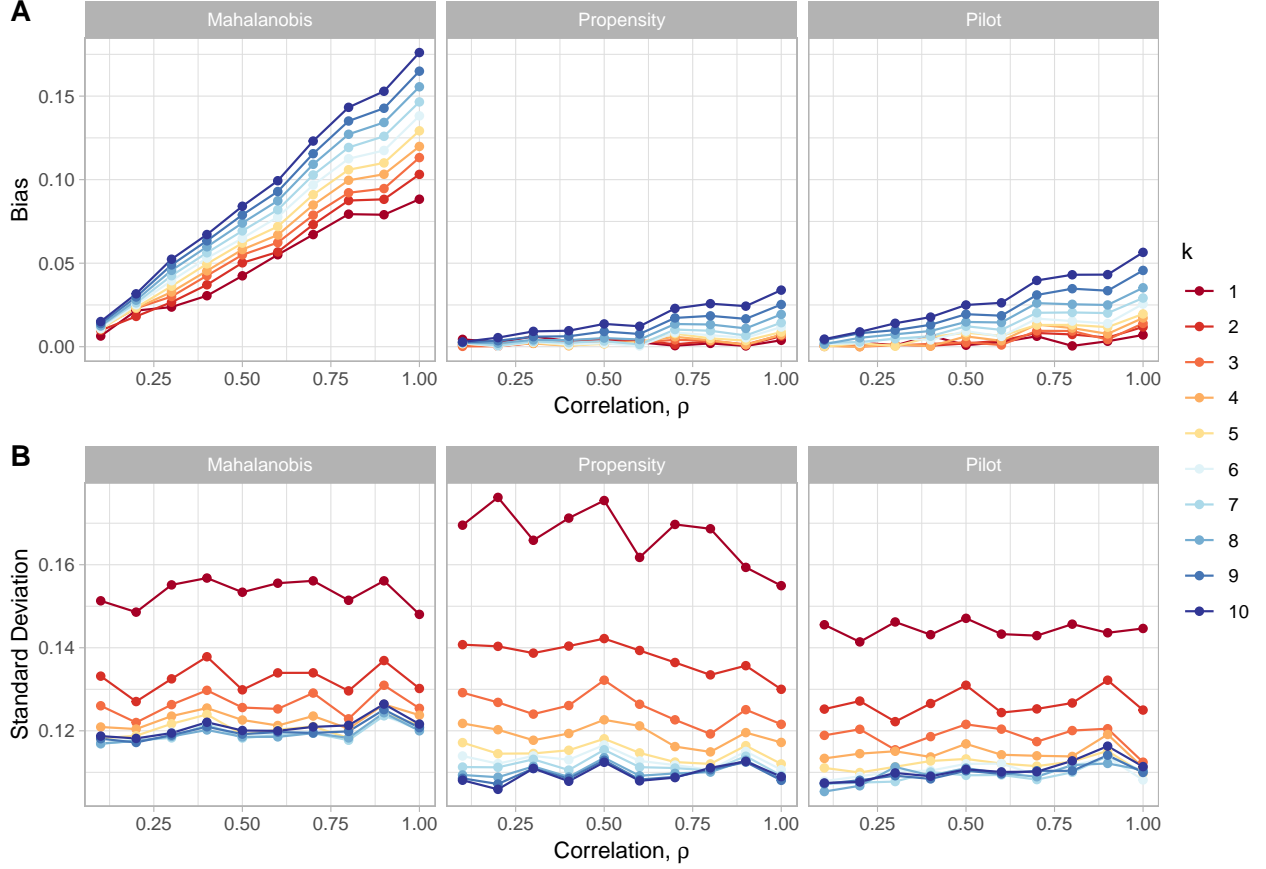 A
Mahalanobis Propensity Pilot
Bias
0.15
0.10
0.05
0.00
0.25 0.50 0.75 1.00 0.25 0.50 0.75 1.00 0.25 0.50 0.75 1.00
Correlation, ρ Correlation, ρ
B
Mahalanobis Propensity Pilot
Standard Deviation
0.16
0.14
0.12
0.25 0.50 0.75 1.00 0.25 0.50 0.75 1.00 0.25 0.50 0.75 1.00
Correlation, ρ Correlation, ρ
k
1
2
3
4
5
6
7
8
9
10